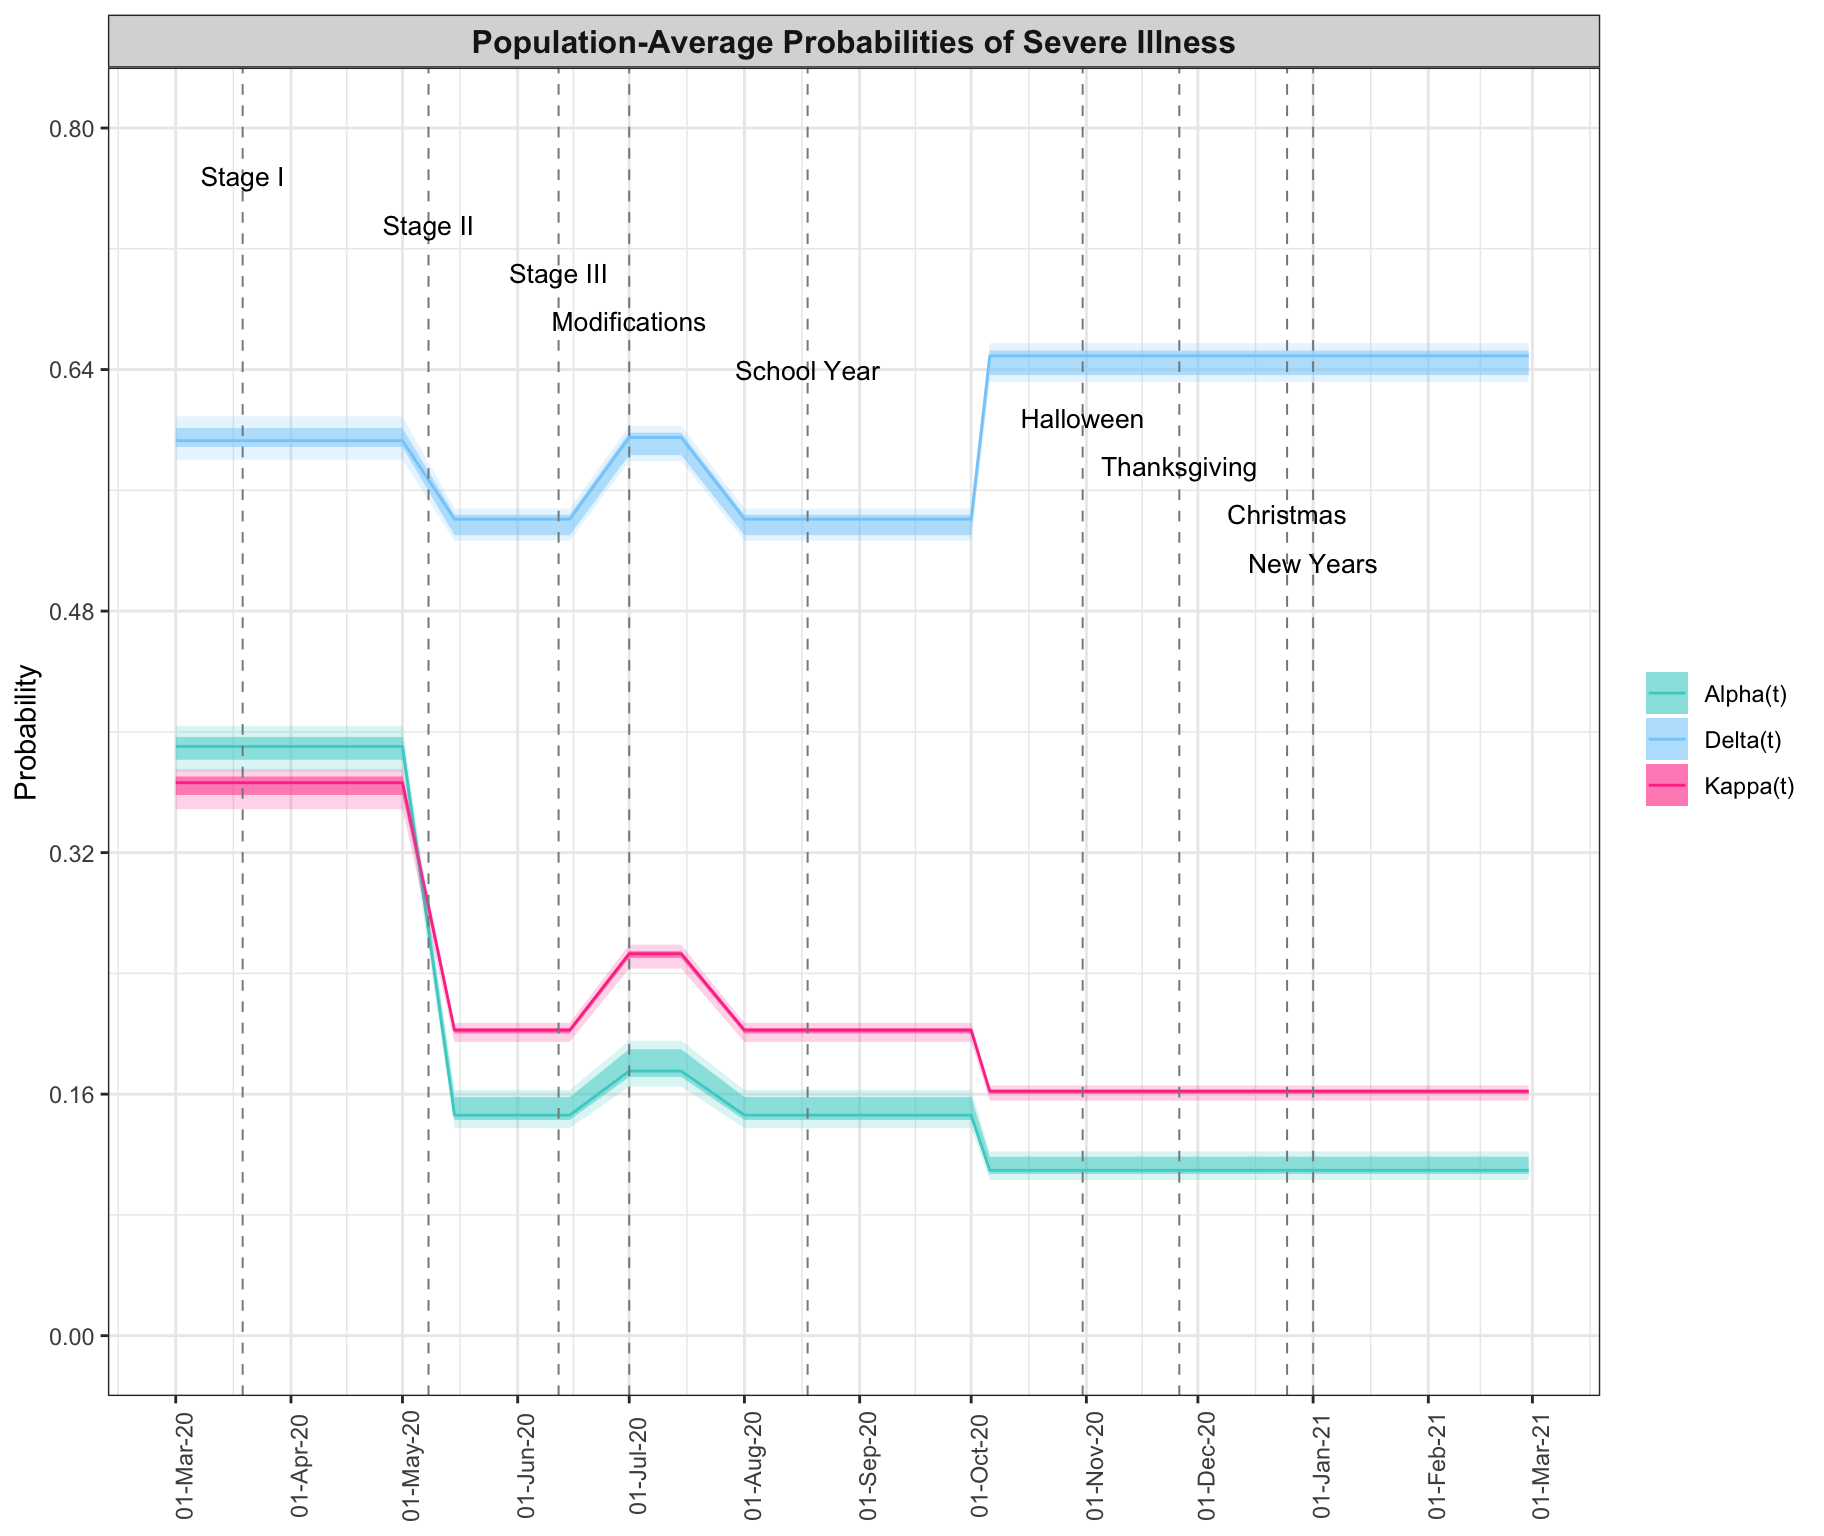 Population-Average Probabilities of Severe Illness
0.80
0.64
0.48
0.32
0.16
0.00
Probability
Stage I
Stage II
Stage III
Modifications
School Year
Halloween
Thanksgiving
Christmas
New Years
01-Mar-20
01-Apr-20
01-May-20
01-Jun-20
01-Jul-20
01-Aug-20
01-Sep-20
01-Oct-20
01-Nov-20
01-Dec-20
01-Jan-21
01-Feb-21
01-Mar-21
Alpha(t)
Delta(t)
Kappa(t)